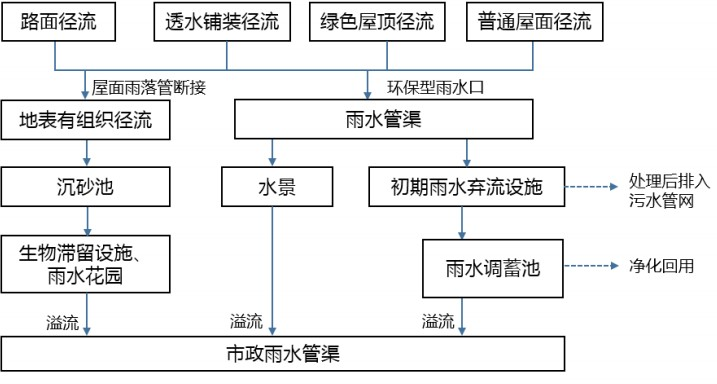 路面径流
透水铺装径流
绿色屋顶径流
普通屋面径流
屋面雨落管断接
环保型雨水口
地表有组织径流
雨水管渠
沉砂池
水景
初期雨水弃流设施
处理后排入
污水管网
生物滞留设施、
雨水花园
雨水调蓄池
净化回用
溢流
溢流
溢流
市政雨水管渠